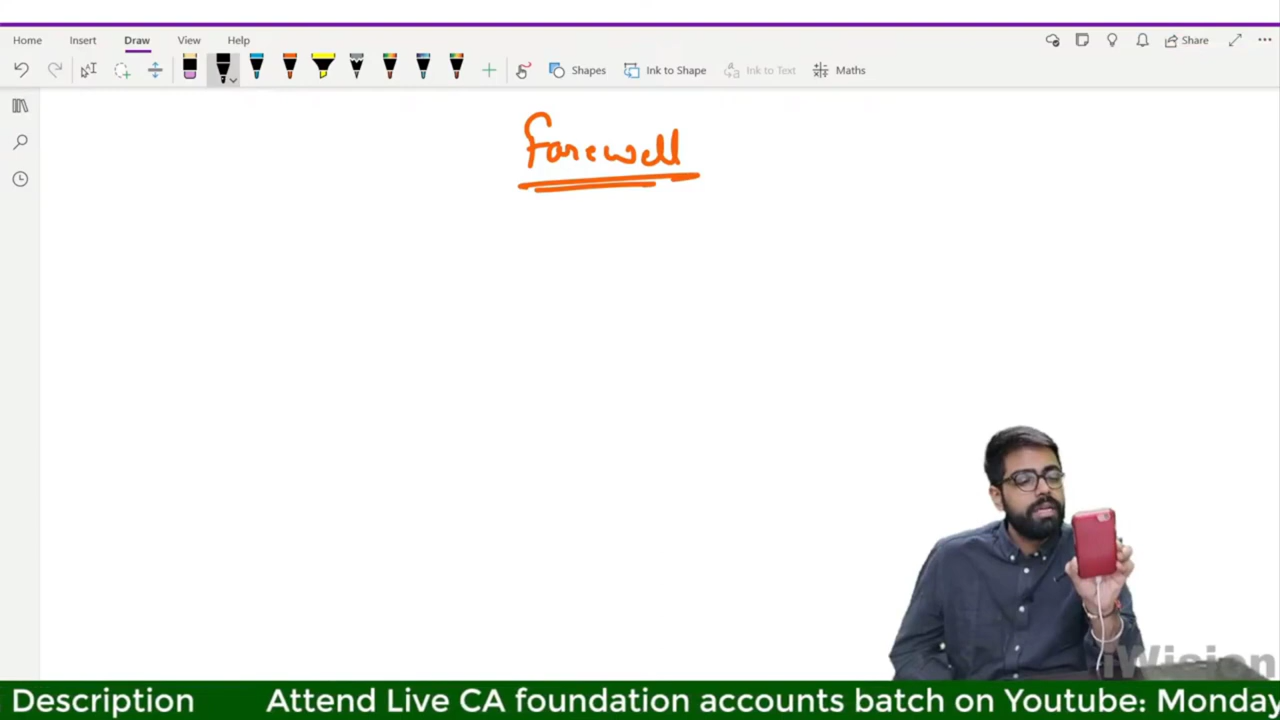 Home Insert Draw View Help Share
Shapes Ink to Shape Ink to Text Maths
Farewell
iWision
Description Attend Live CA foundation accounts batch on Youtube: Monday